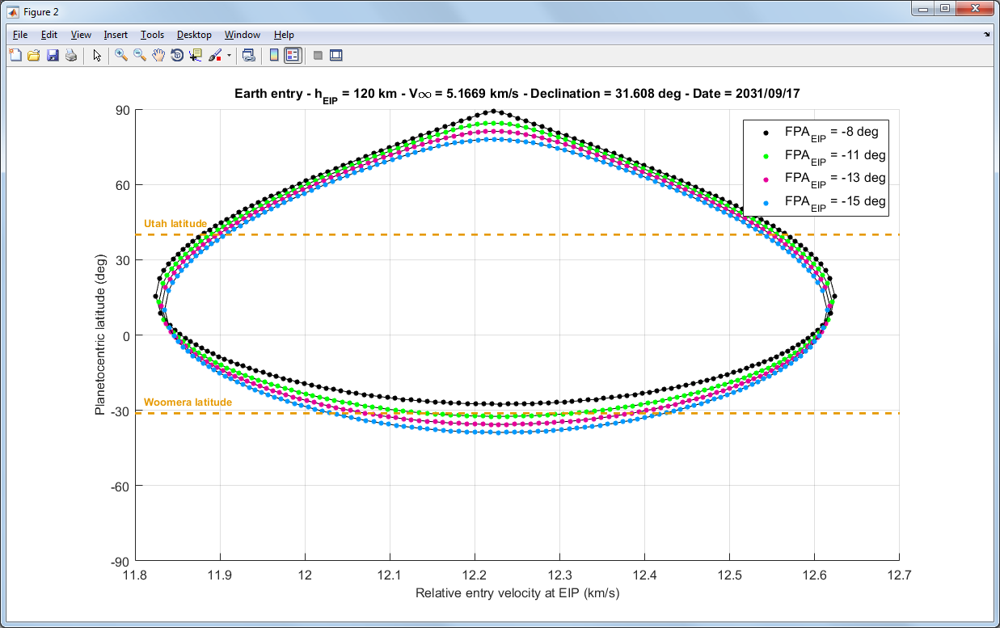 Figure 2
File Edit View Insert Tools Desktop Window Help
Earth entry - hEIP = 120 km - V∞ = 5.1669 km/s - Declination = 31.608 deg - Date = 2031/09/17
FPAEIP = -8 deg
FPAEIP = -11 deg
FPAEIP = -13 deg
FPAEIP = -15 deg
Utah latitude
Woomera latitude
Planetocentric latitude (deg)
90
60
30
0
-30
-60
-90
11.8 11.9 12 12.1 12.2 12.3 12.4 12.5 12.6 12.7
Relative entry velocity at EIP (km/s)